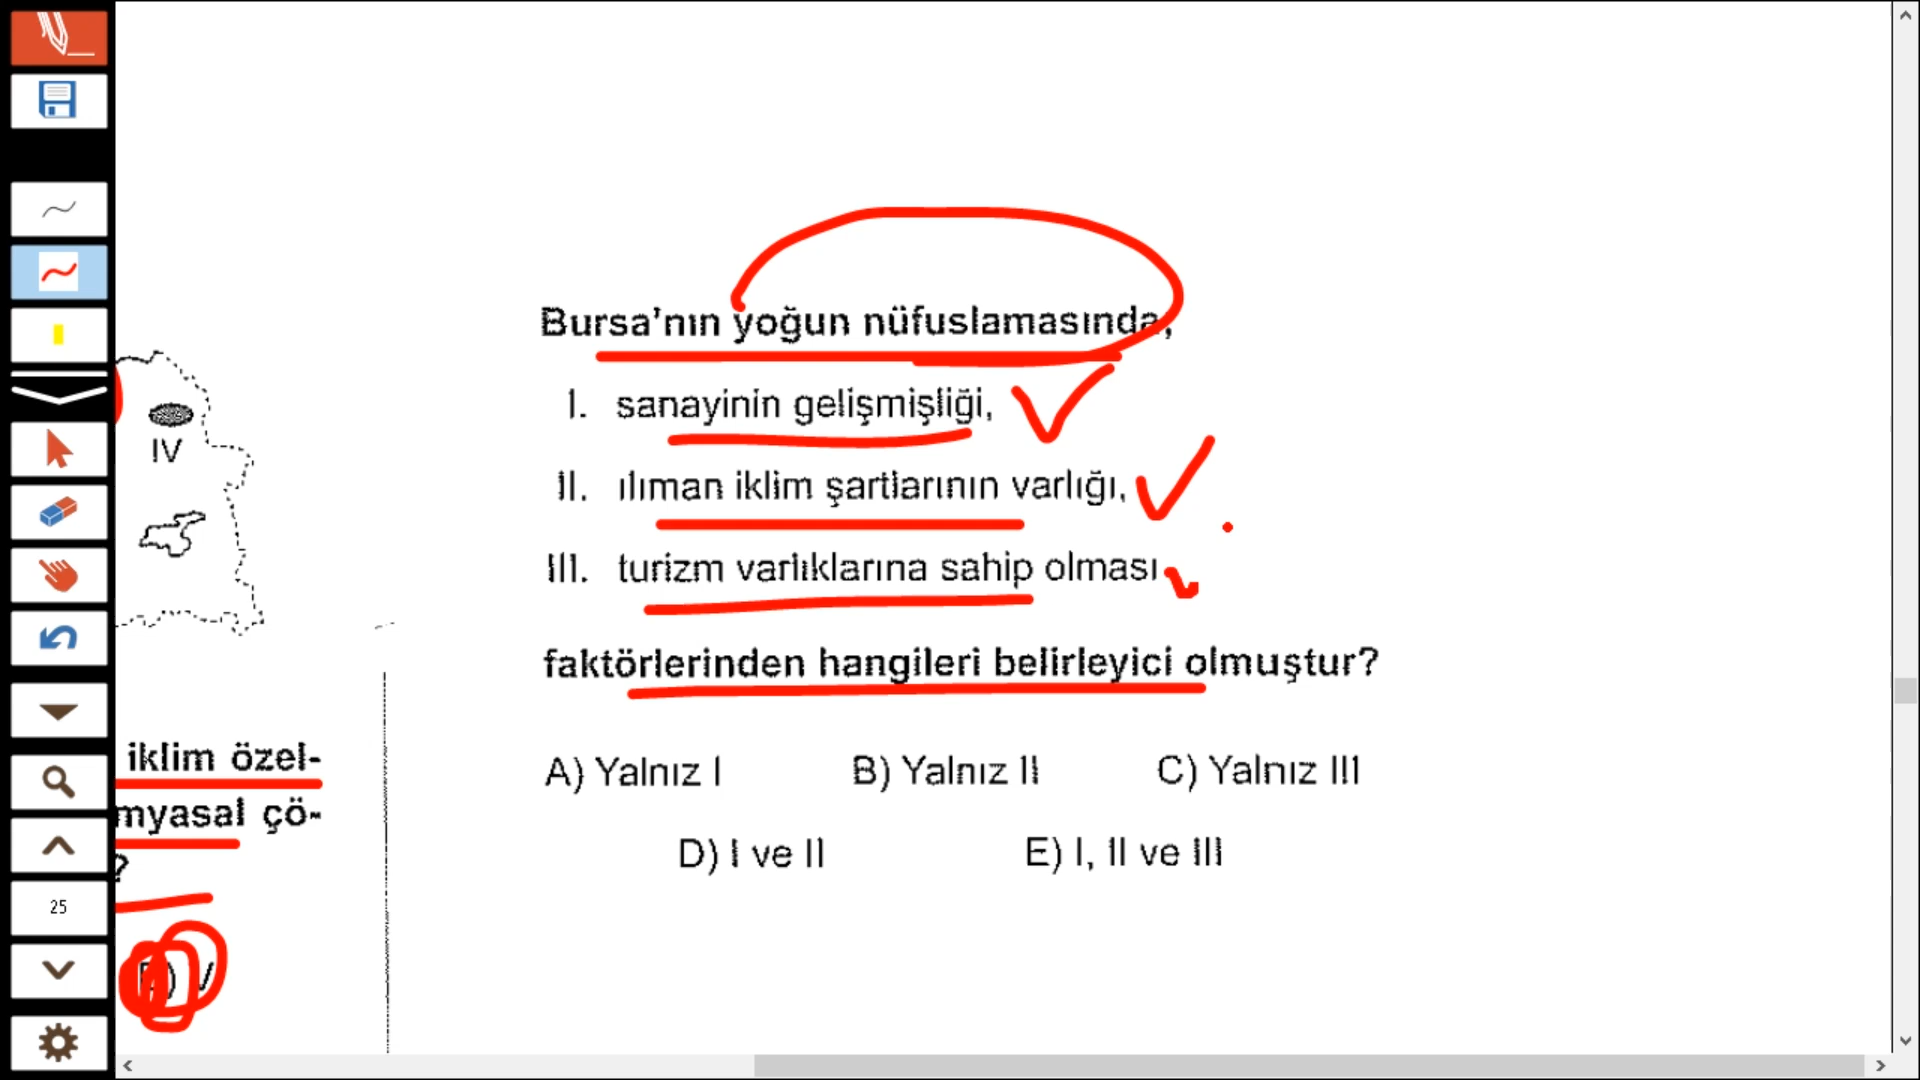 Bursa'nın yoğun nüfuslamasında,
I. sanayinin gelişmişliği,
II. ılıman iklim şartlarının varlığı,
III. turizm varlıklarına sahip olması
faktörlerinden hangileri belirleyici olmuştur?
A) Yalnız I B) Yalnız II C) Yalnız III
D) I ve II E) I, II ve III
IV
iklim özel-
myasal çö-
?
V
25